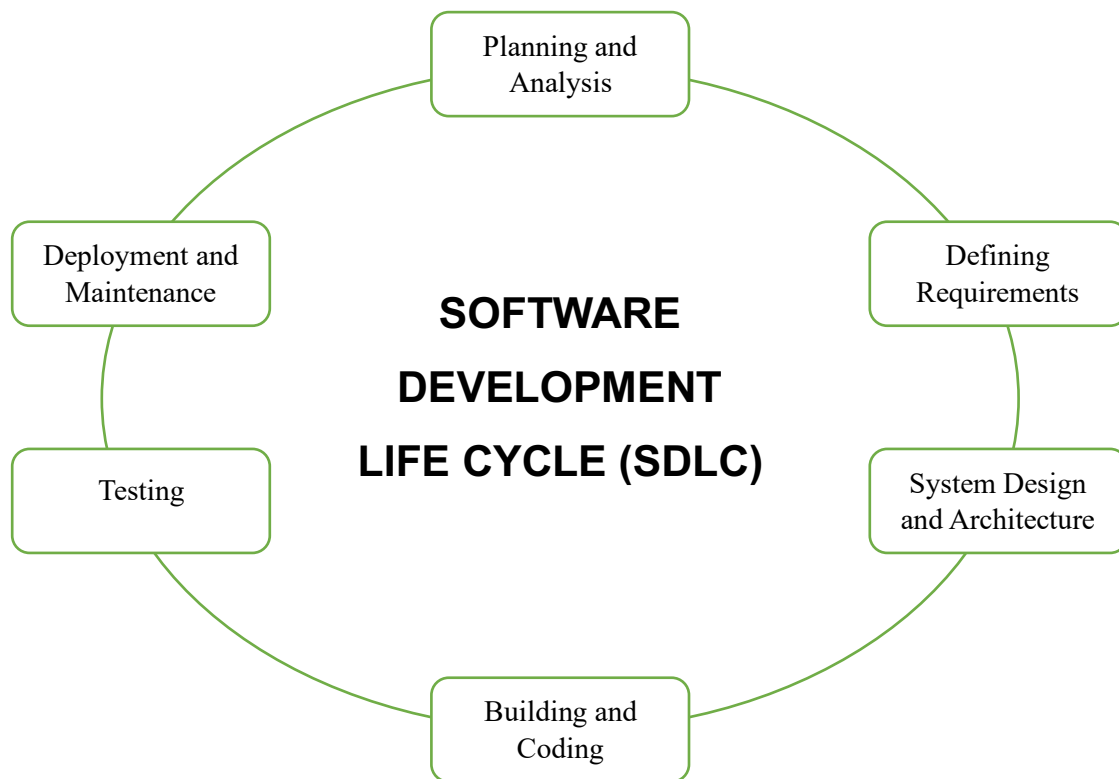 Planning and
Analysis
Deployment and
Maintenance
Defining
Requirements
SOFTWARE
DEVELOPMENT
LIFE CYCLE (SDLC)
Testing
System Design
and Architecture
Building and
Coding